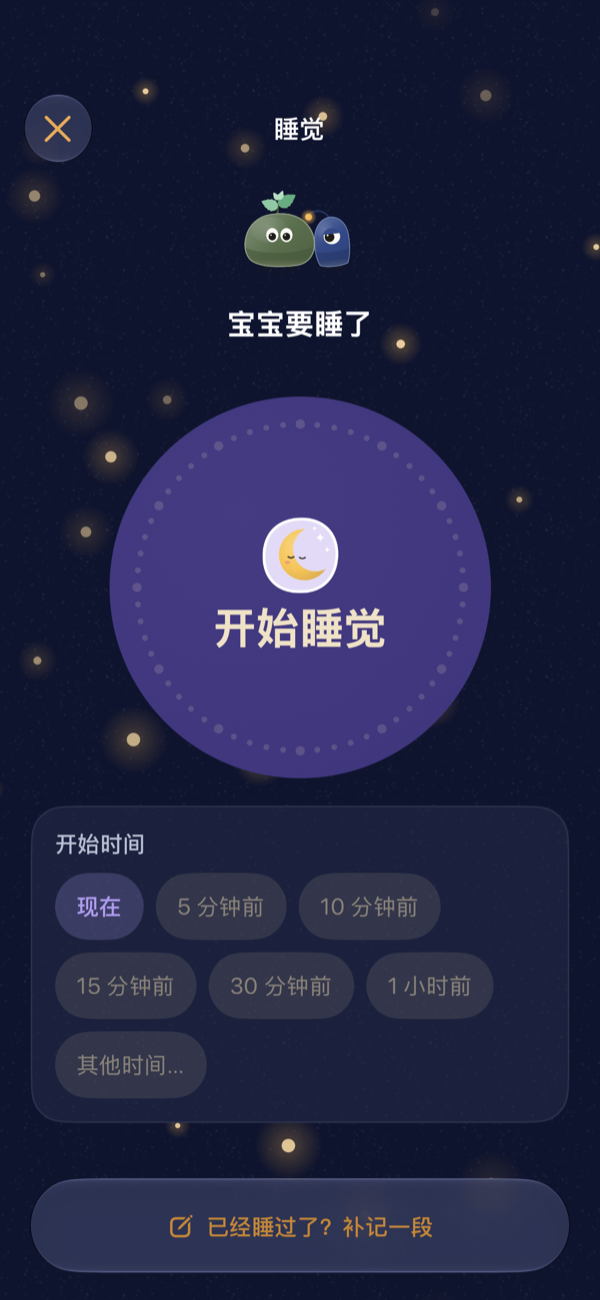 睡觉
宝宝要睡了
开始睡觉
开始时间
现在
5 分钟前
10 分钟前
15 分钟前
30 分钟前
1 小时前
其他时间...
已经睡过了？补记一段